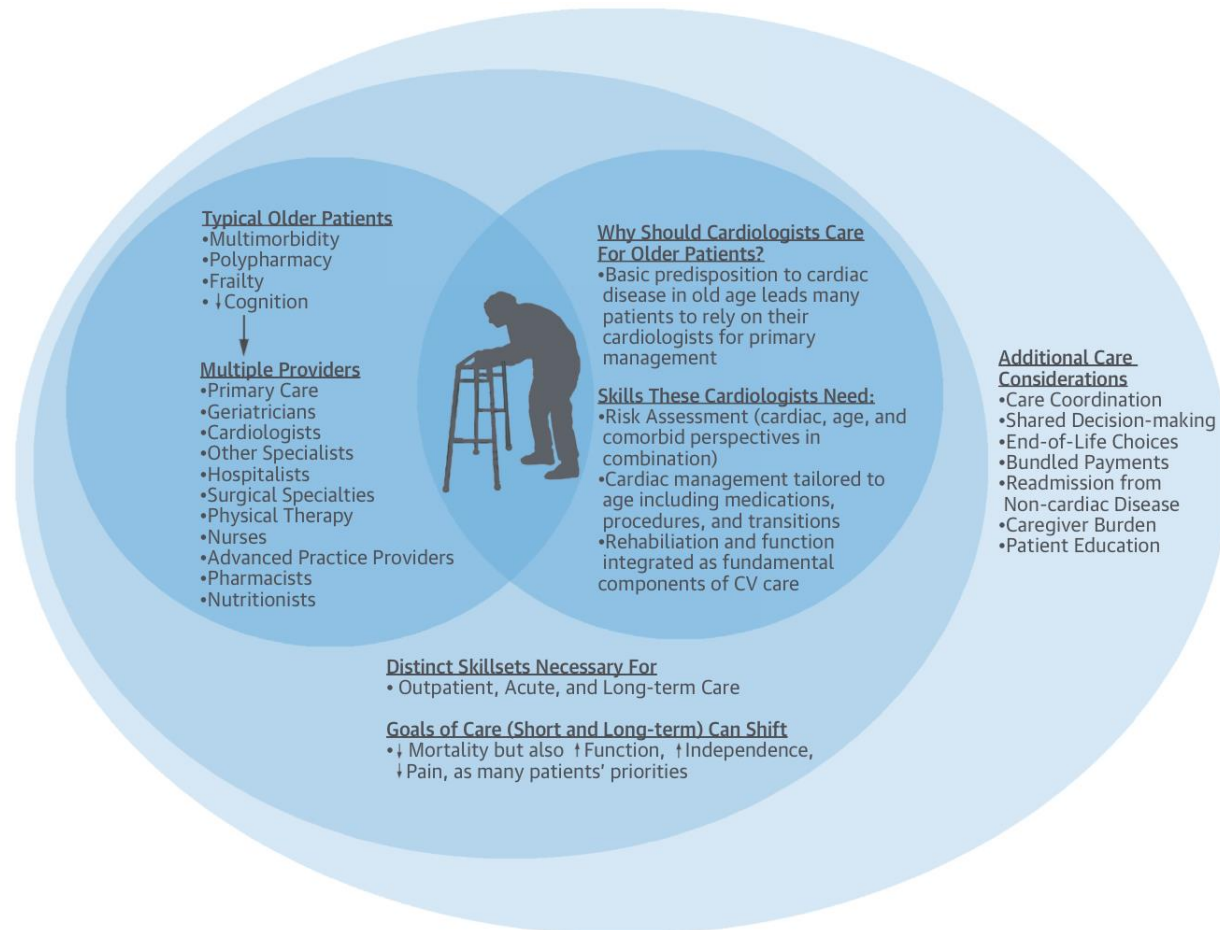 Typical Older Patients
•Multimorbidity
•Polypharmacy
•Frailty
•↓Cognition
Multiple Providers
•Primary Care
•Geriatricians
•Cardiologists
•Other Specialists
•Hospitalists
•Surgical Specialties
•Physical Therapy
•Nurses
•Advanced Practice Providers
•Pharmacists
•Nutritionists
Why Should Cardiologists Care
For Older Patients?
•Basic predisposition to cardiac
disease in old age leads many
patients to rely on their
cardiologists for primary
management
Skills These Cardiologists Need:
•Risk Assessment (cardiac, age, and
comorbid perspectives in
combination)
•Cardiac management tailored to
age including medications,
procedures, and transitions
•Rehabiliation and function
integrated as fundamental
components of CV care
Additional Care
Considerations
•Care Coordination
•Shared Decision-making
•End-of-Life Choices
•Bundled Payments
•Readmission from
Non-cardiac Disease
•Caregiver Burden
•Patient Education
Distinct Skillsets Necessary For
• Outpatient, Acute, and Long-term Care
Goals of Care (Short and Long-term) Can Shift
•↓ Mortality but also ↑Function, ↑Independence,
↓Pain, as many patients' priorities